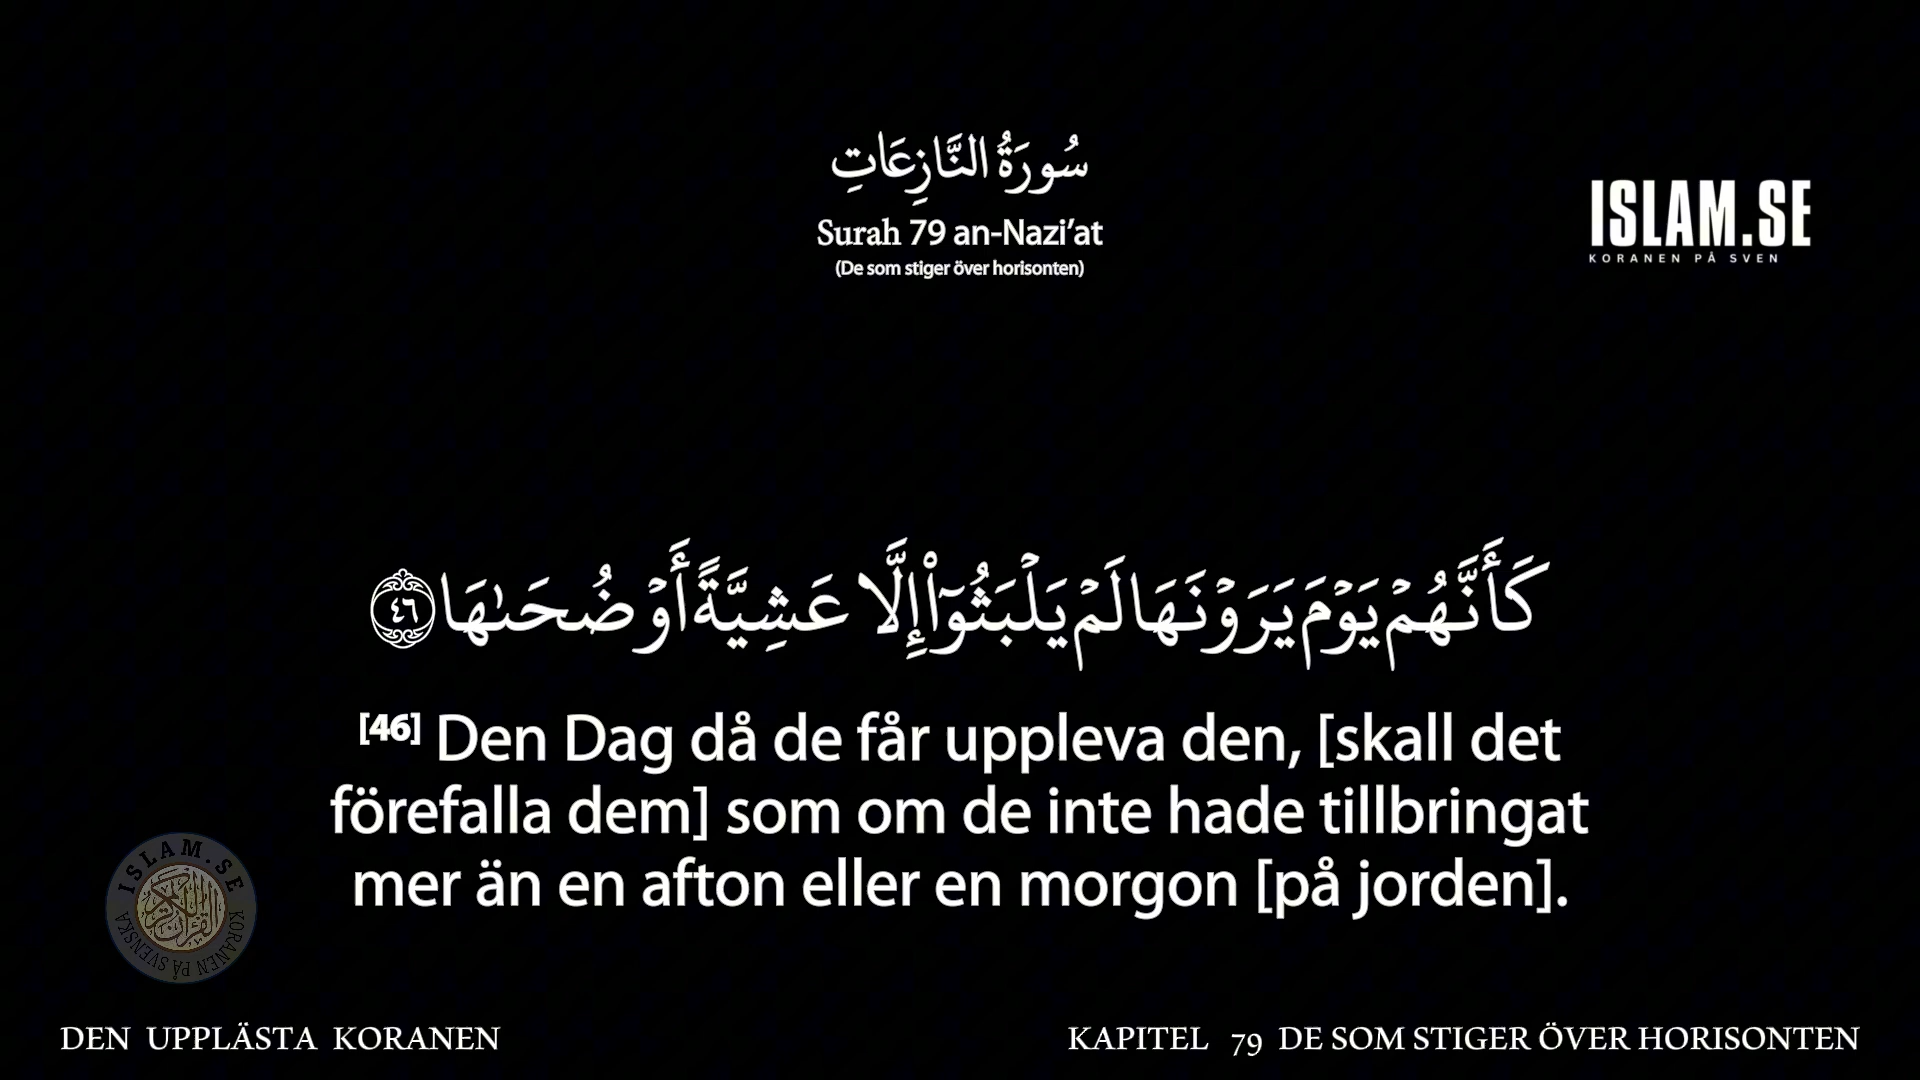 سُورَةُ النَّازِعَاتِ
Surah 79 an-Nazi’at
(De som stiger över horisonten)
ISLAM.SE
KORANEN PÅ SVEN
كَأَنَّهُمْ يَوْمَ يَرَوْنَهَا لَمْ يَلْبَثُوٓا۟ إِلَّا عَشِيَّةً أَوْ ضُحَىٰهَا ٤٦
[46] Den Dag då de får uppleva den, [skall det
förefalla dem] som om de inte hade tillbringat
mer än en afton eller en morgon [på jorden].
ISLAM.SE
KORANEN PÅ SVENSKA
القرآن الكريم
DEN UPPLÄSTA KORANEN
KAPITEL 79 DE SOM STIGER ÖVER HORISONTEN